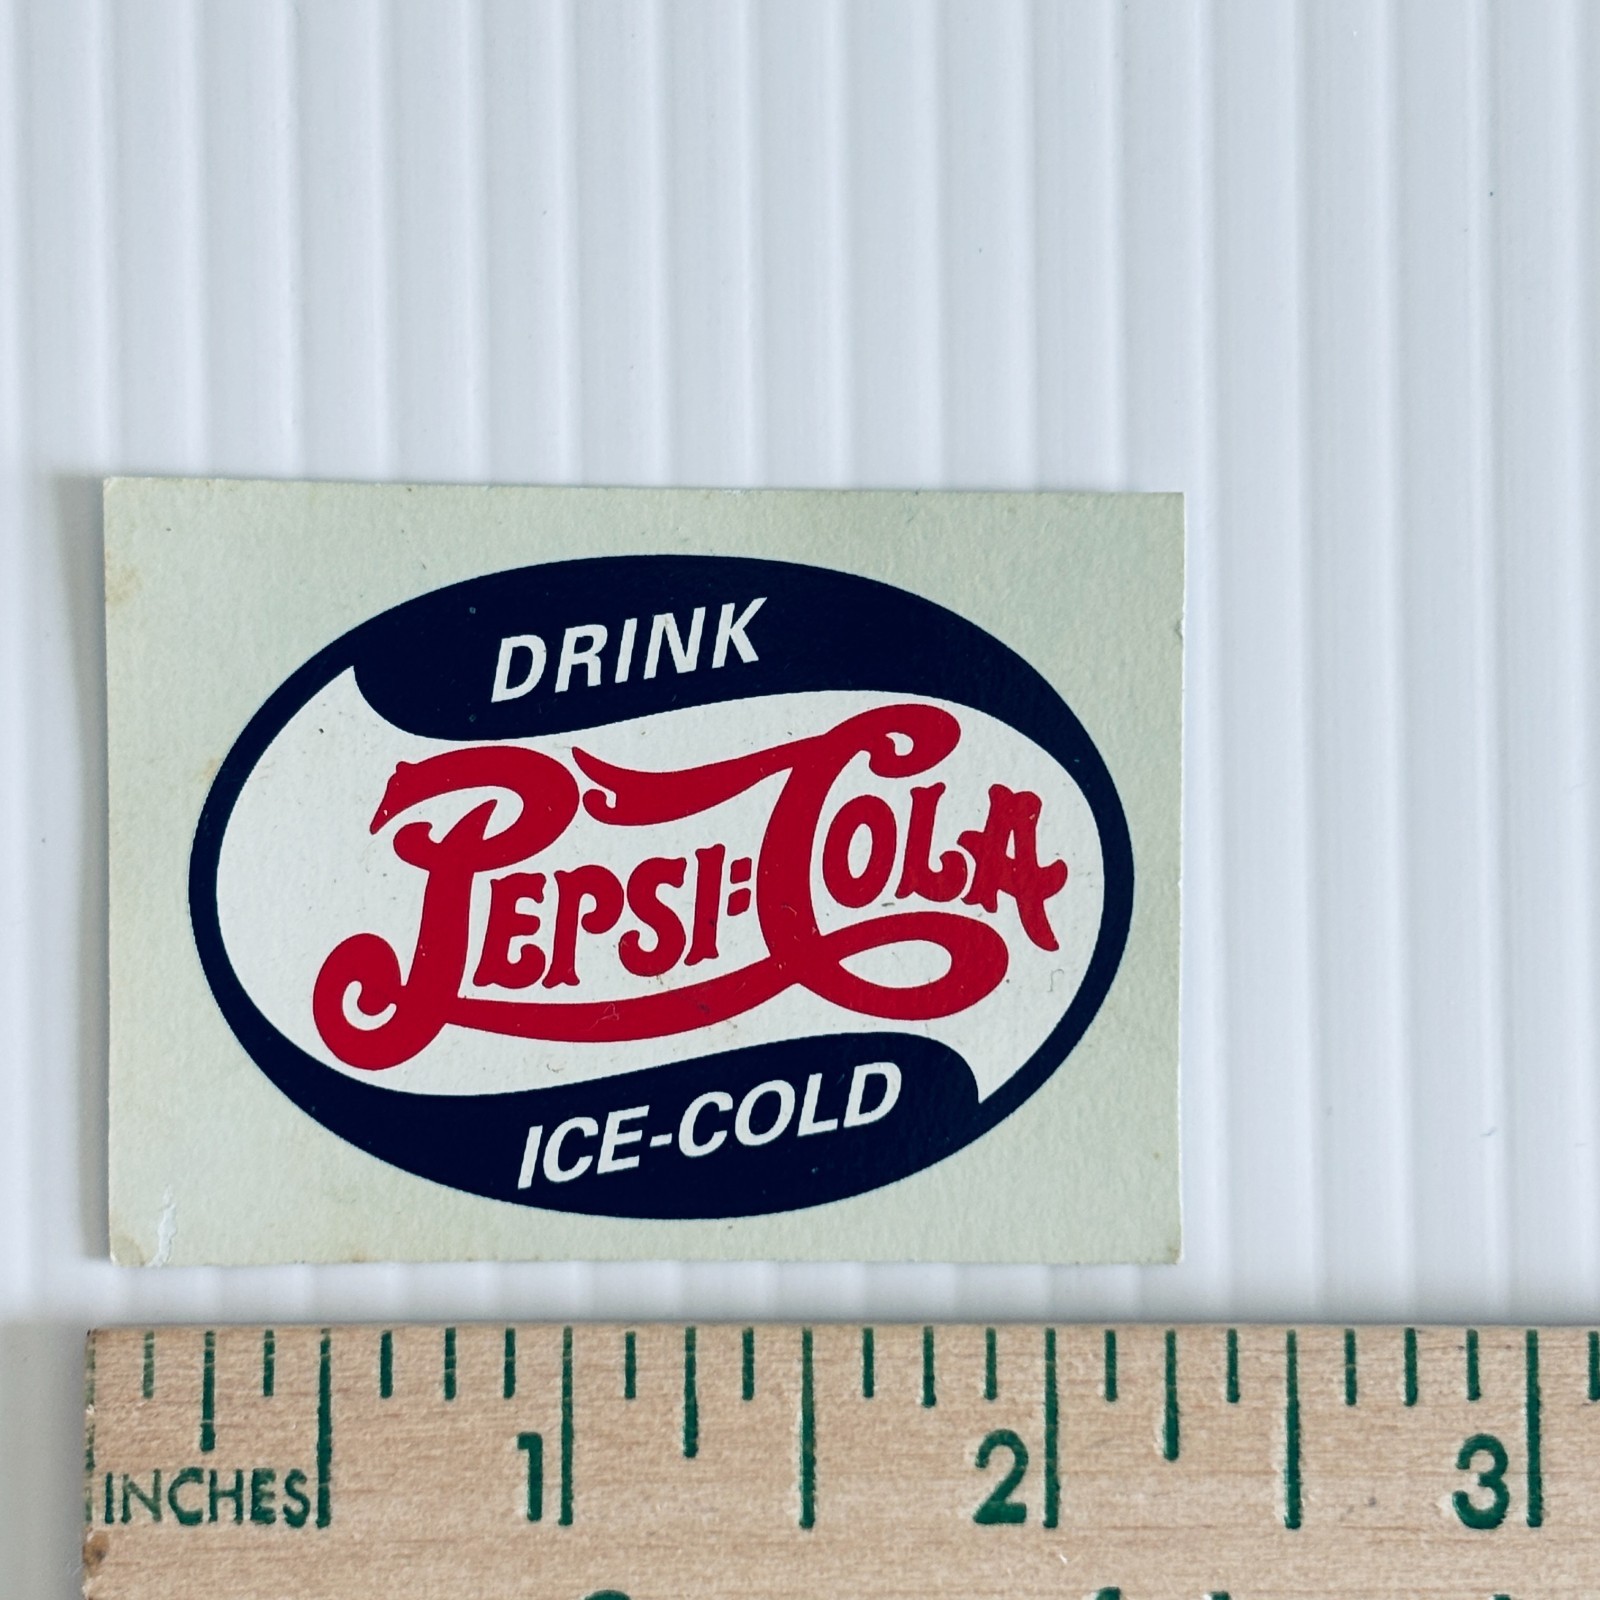 DRINK
PEPSI:COLA
ICE-COLD
INCHES 1 2 3